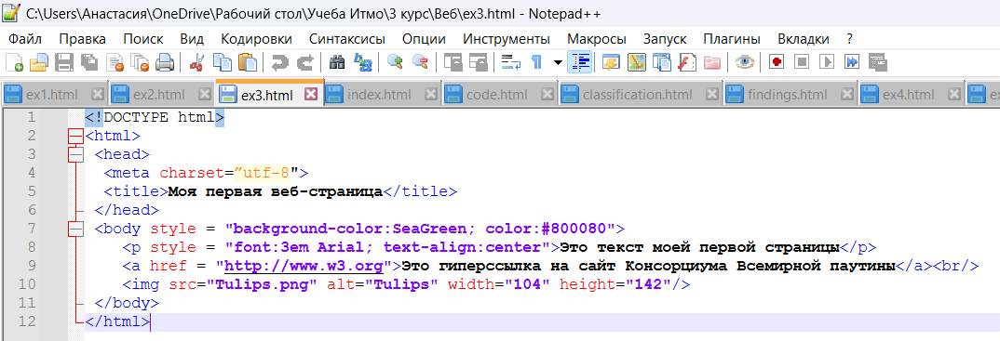 C:\Users\Анастасия\OneDrive\Рабочий стол\Учеба Итмо\3 курс\Веб\ex3.html - Notepad++
Файл Правка Поиск Вид Кодировки Синтаксисы Опции Инструменты Макросы Запуск Плагины Вкладки ?
ex1.html ex2.html ex3.html index.html code.html classification.html findings.html ex4.html ex
1 <!DOCTYPE html>
2 <html>
3 <head>
4 <meta charset=”utf-8">
5 <title>Моя первая веб-страница</title>
6 </head>
7 <body style = "background-color:SeaGreen; color:#800080">
8 <p style = "font:3em Arial; text-align:center">Это текст моей первой страницы</p>
9 <a href = "http://www.w3.org">Это гиперссылка на сайт Консорциума Всемирной паутины</a><br/>
10 <img src="Tulips.png" alt="Tulips" width="104" height="142"/>
11 </body>
12 </html>